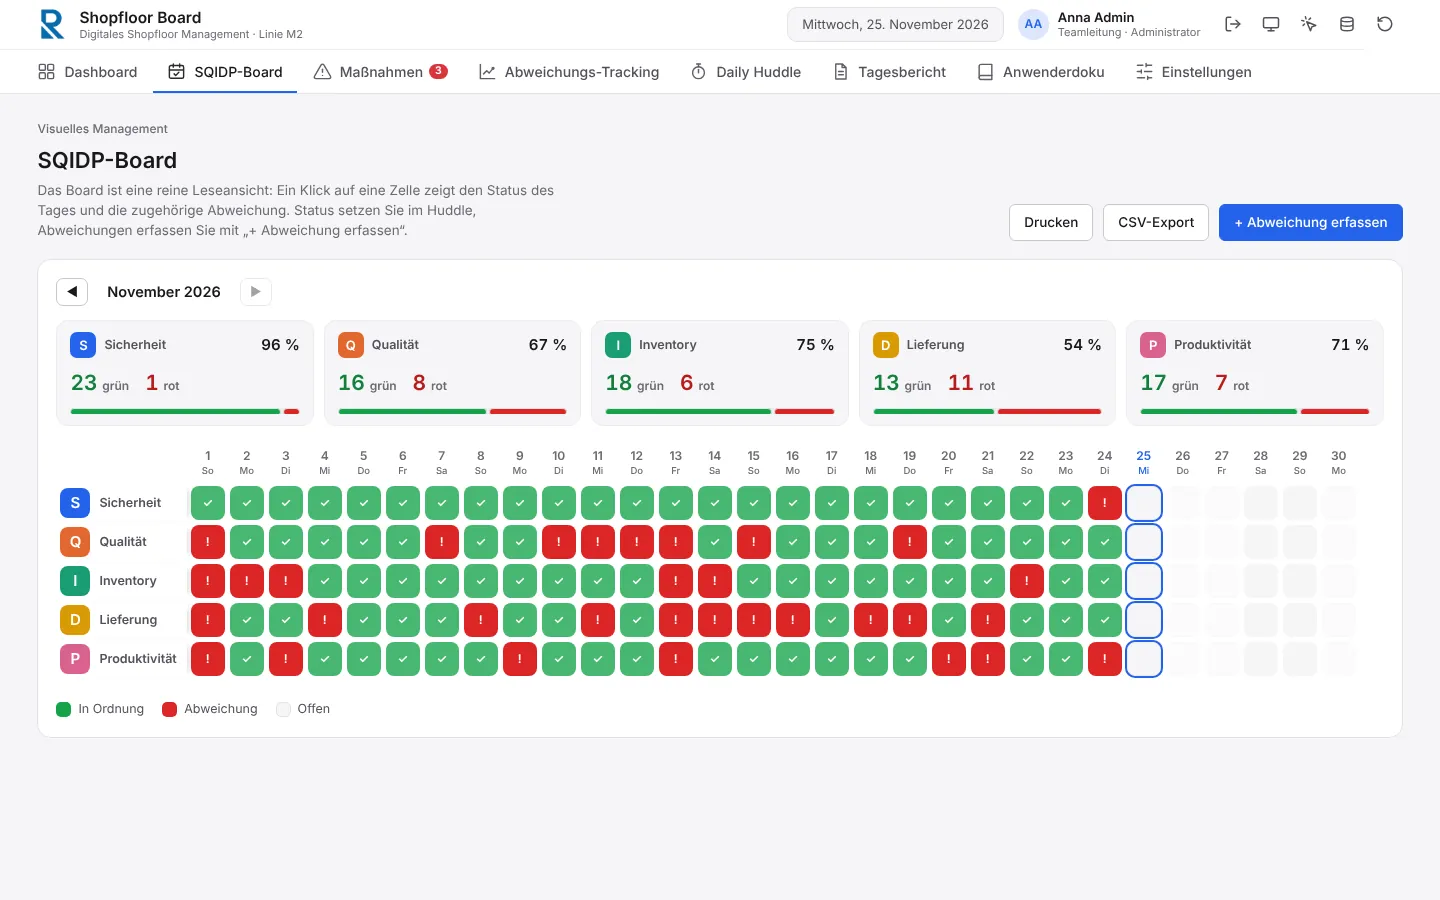 Shopfloor Board
Digitales Shopfloor Management · Linie M2
Mittwoch, 25. November 2026
AA
Anna Admin
Teamleitung · Administrator
Dashboard
SQIDP-Board
Maßnahmen 3
Abweichungs-Tracking
Daily Huddle
Tagesbericht
Anwenderdoku
Einstellungen
Visuelles Management
SQIDP-Board
Das Board ist eine reine Leseansicht: Ein Klick auf eine Zelle zeigt den Status des
Tages und die zugehörige Abweichung. Status setzen Sie im Huddle,
Abweichungen erfassen Sie mit „+ Abweichung erfassen“.
Drucken
CSV-Export
+ Abweichung erfassen
November 2026
S Sicherheit 96 %
23 grün 1 rot
Q Qualität 67 %
16 grün 8 rot
I Inventory 75 %
18 grün 6 rot
D Lieferung 54 %
13 grün 11 rot
P Produktivität 71 %
17 grün 7 rot
1 2 3 4 5 6 7 8 9 10 11 12 13 14 15 16 17 18 19 20 21 22 23 24 25 26 27 28 29 30
So Mo Di Mi Do Fr Sa So Mo Di Mi Do Fr Sa So Mo Di Mi Do Fr Sa So Mo Di Mi Do Fr Sa So Mo
S Sicherheit !
Q Qualität ! ! ! ! ! ! ! !
I Inventory ! ! ! ! ! !
D Lieferung ! ! ! ! ! ! ! ! ! ! !
P Produktivität ! ! ! ! ! ! !
In Ordnung
Abweichung
Offen